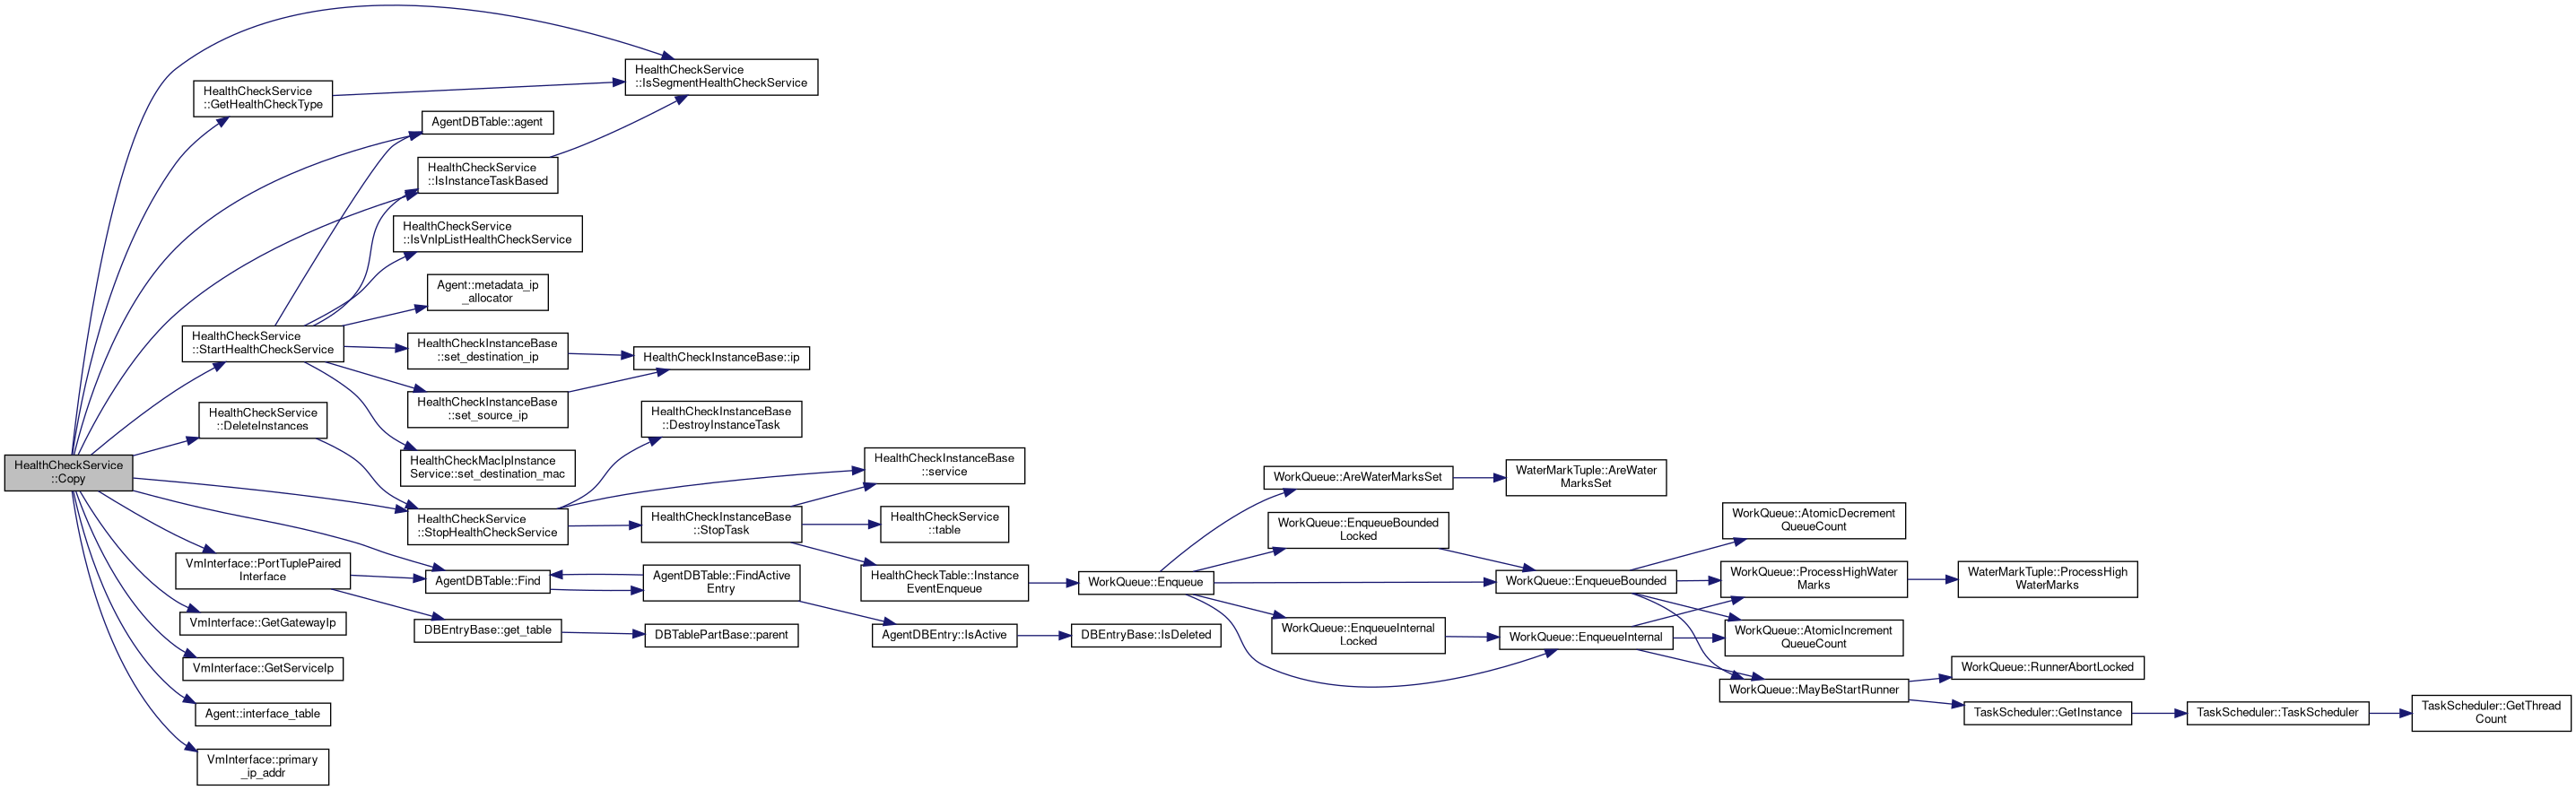 HealthCheckService
::Copy
HealthCheckService
::GetHealthCheckType
HealthCheckService
::IsSegmentHealthCheckService
AgentDBTable::agent
HealthCheckService
::IsInstanceTaskBased
HealthCheckService
::IsVnIpListHealthCheckService
Agent::metadata_ip
_allocator
HealthCheckService
::StartHealthCheckService
HealthCheckInstanceBase
::set_destination_ip
HealthCheckInstanceBase::ip
HealthCheckInstanceBase
::set_source_ip
HealthCheckMacIpInstance
Service::set_destination_mac
HealthCheckService
::DeleteInstances
HealthCheckService
::StopHealthCheckService
HealthCheckInstanceBase
::DestroyInstanceTask
HealthCheckInstanceBase
::service
HealthCheckInstanceBase
::StopTask
HealthCheckService
::table
HealthCheckTable::Instance
EventEnqueue
VmInterface::PortTuplePaired
Interface
AgentDBTable::Find
AgentDBTable::FindActive
Entry
DBEntryBase::get_table
DBTablePartBase::parent
AgentDBEntry::IsActive
DBEntryBase::IsDeleted
VmInterface::GetGatewayIp
VmInterface::GetServiceIp
Agent::interface_table
VmInterface::primary
_ip_addr
WorkQueue::Enqueue
WorkQueue::AreWaterMarksSet
WaterMarkTuple::AreWater
MarksSet
WorkQueue::EnqueueBounded
Locked
WorkQueue::EnqueueBounded
WorkQueue::EnqueueInternal
Locked
WorkQueue::EnqueueInternal
WorkQueue::AtomicDecrement
QueueCount
WorkQueue::ProcessHighWater
Marks
WaterMarkTuple::ProcessHigh
WaterMarks
WorkQueue::AtomicIncrement
QueueCount
WorkQueue::MayBeStartRunner
WorkQueue::RunnerAbortLocked
TaskScheduler::GetInstance
TaskScheduler::TaskScheduler
TaskScheduler::GetThread
Count